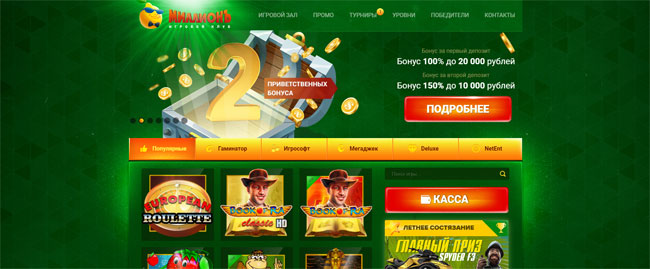 МИЛЛИОНЪ
ИГРОВОЙ КЛУБ
ИГРОВОЙ ЗАЛ
ПРОМО
ТУРНИРЫ
УРОВНИ
ПОБЕДИТЕЛИ
КОНТАКТЫ
2
ПРИВЕТСТВЕННЫХ
БОНУСА
Бонус за первый депозит
Бонус 100% до 20 000 рублей
Бонус за второй депозит
Бонус 150% до 10 000 рублей
ПОДРОБНЕЕ
Популярные
Гаминатор
Игрософт
Мегаджек
Deluxe
NetEnt
EUROPEAN
ROULETTE
BOOK OF RA
classic HD
BOOK OF RA
Поиск игры...
КАССА
ЛЕТНЕЕ СОСТЯЗАНИЕ
ГЛАВНЫЙ ПРИЗ
SPYDER F3